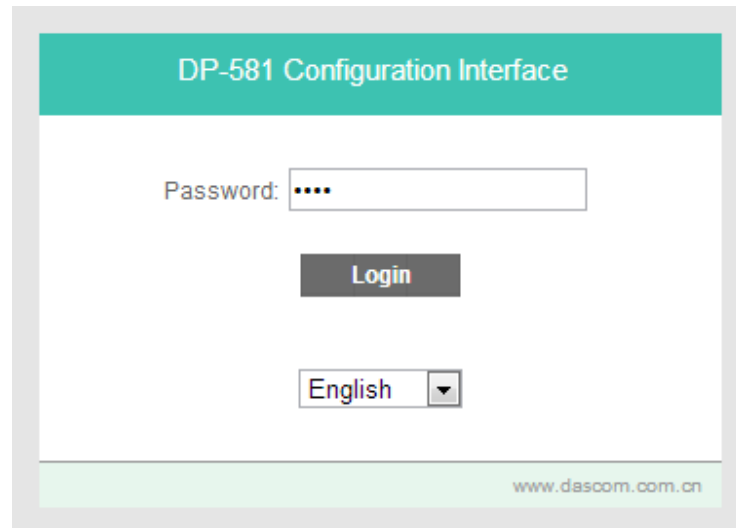 DP-581 Configuration Interface
Password: ••••
Login
English
www.dascom.com.cn